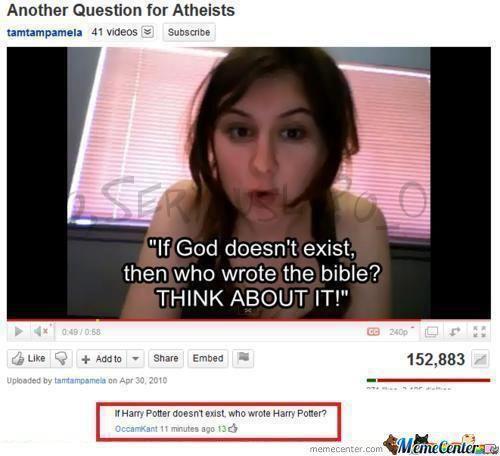 Another Question for Atheists
tamtampamela 41 videos Subscribe
"If God doesn't exist,
then who wrote the bible?
THINK ABOUT IT!"
0:49 / 0:58 CC 240p
Like Add to Share Embed 152,883
Uploaded by tamtampamela on Apr 30, 2010
If Harry Potter doesn't exist, who wrote Harry Potter?
OccamKant 11 minutes ago 13
memecenter.com MemeCenter